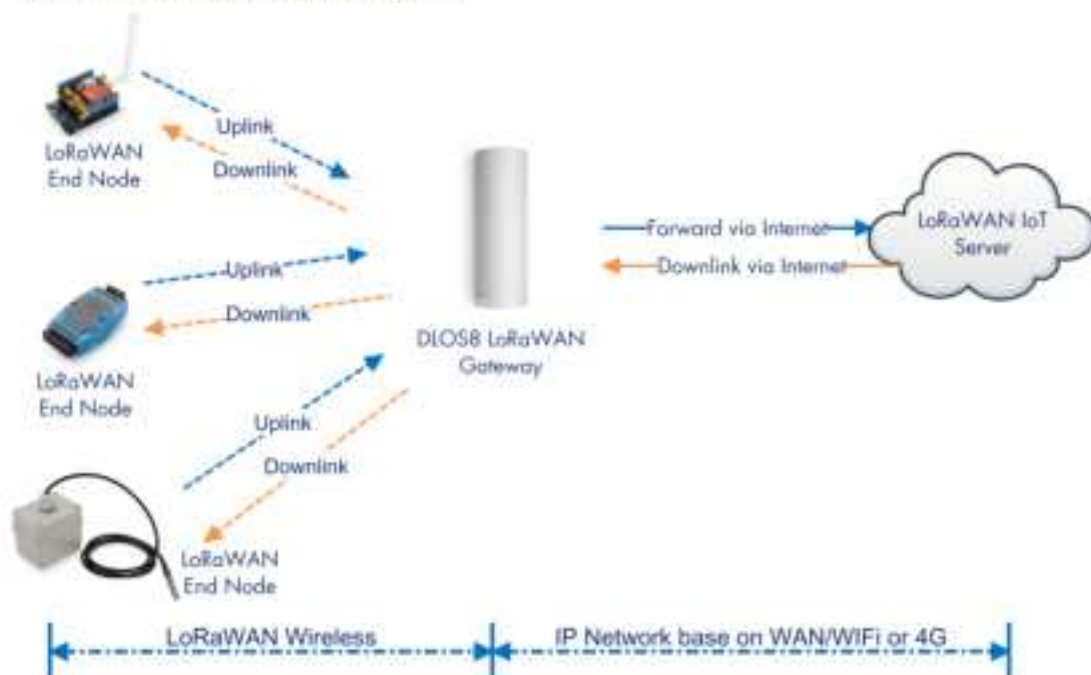 Uplink
Downlink
LoRaWAN
End Node
Uplink
Downlink
LoRaWAN
End Node
Uplink
Downlink
LoRaWAN
End Node
DLOS8 LoRaWAN
Gateway
Forward via Internet
Downlink via Internet
LoRaWAN IoT
Server
LoRaWAN Wireless
IP Network base on WAN/WIFi or 4G